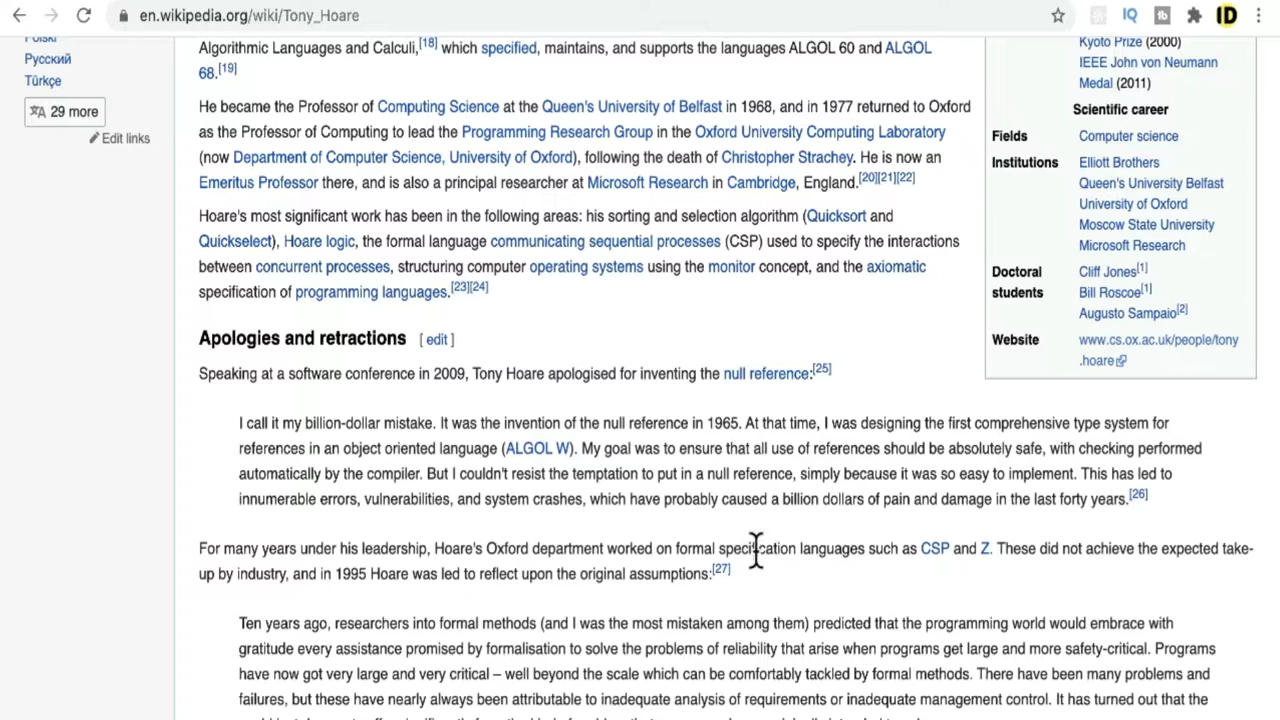 en.wikipedia.org/wiki/Tony_Hoare
Polski
Русский
Türkçe
29 more
Edit links
Algorithmic Languages and Calculi,[18] which specified, maintains, and supports the languages ALGOL 60 and ALGOL
68.[19]
He became the Professor of Computing Science at the Queen's University of Belfast in 1968, and in 1977 returned to Oxford
as the Professor of Computing to lead the Programming Research Group in the Oxford University Computing Laboratory
(now Department of Computer Science, University of Oxford), following the death of Christopher Strachey. He is now an
Emeritus Professor there, and is also a principal researcher at Microsoft Research in Cambridge, England.[20][21][22]
Hoare's most significant work has been in the following areas: his sorting and selection algorithm (Quicksort and
Quickselect), Hoare logic, the formal language communicating sequential processes (CSP) used to specify the interactions
between concurrent processes, structuring computer operating systems using the monitor concept, and the axiomatic
specification of programming languages.[23][24]
Apologies and retractions [ edit ]
Speaking at a software conference in 2009, Tony Hoare apologised for inventing the null reference:[25]
I call it my billion-dollar mistake. It was the invention of the null reference in 1965. At that time, I was designing the first comprehensive type system for
references in an object oriented language (ALGOL W). My goal was to ensure that all use of references should be absolutely safe, with checking performed
automatically by the compiler. But I couldn't resist the temptation to put in a null reference, simply because it was so easy to implement. This has led to
innumerable errors, vulnerabilities, and system crashes, which have probably caused a billion dollars of pain and damage in the last forty years.[26]
For many years under his leadership, Hoare's Oxford department worked on formal specification languages such as CSP and Z. These did not achieve the expected take-
up by industry, and in 1995 Hoare was led to reflect upon the original assumptions:[27]
Ten years ago, researchers into formal methods (and I was the most mistaken among them) predicted that the programming world would embrace with
gratitude every assistance promised by formalisation to solve the problems of reliability that arise when programs get large and more safety-critical. Programs
have now got very large and very critical – well beyond the scale which can be comfortably tackled by formal methods. There have been many problems and
failures, but these have nearly always been attributable to inadequate analysis of requirements or inadequate management control. It has turned out that the
Kyoto Prize (2000)
IEEE John von Neumann
Medal (2011)
Scientific career
Fields Computer science
Institutions Elliott Brothers
Queen's University Belfast
University of Oxford
Moscow State University
Microsoft Research
Doctoral Cliff Jones[1]
students Bill Roscoe[1]
Augusto Sampaio[2]
Website www.cs.ox.ac.uk/people/tony
.hoare